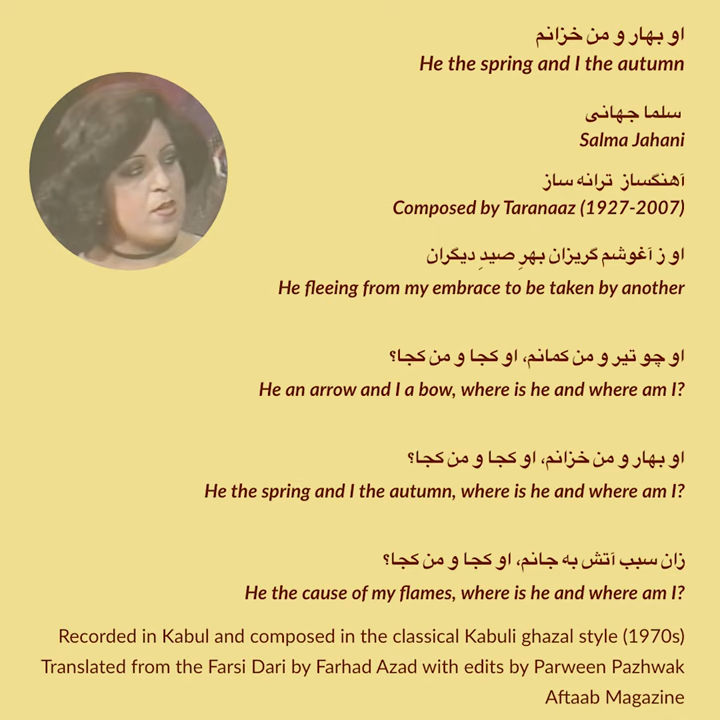 او بهار و من خزانم
He the spring and I the autumn
سلما جهانی
Salma Jahani
آهنگساز ترانه ساز
Composed by Taranaaz (1927-2007)
او ز آغوشم گریزان بهرِ صیدِ دیگران
He fleeing from my embrace to be taken by another
او چو تیر و من کمانم، او کجا و من کجا؟
He an arrow and I a bow, where is he and where am I?
او بهار و من خزانم، او کجا و من کجا؟
He the spring and I the autumn, where is he and where am I?
زان سبب آتش به جانم، او کجا و من کجا؟
He the cause of my flames, where is he and where am I?
Recorded in Kabul and composed in the classical Kabuli ghazal style (1970s)
Translated from the Farsi Dari by Farhad Azad with edits by Parween Pazhwak
Aftaab Magazine